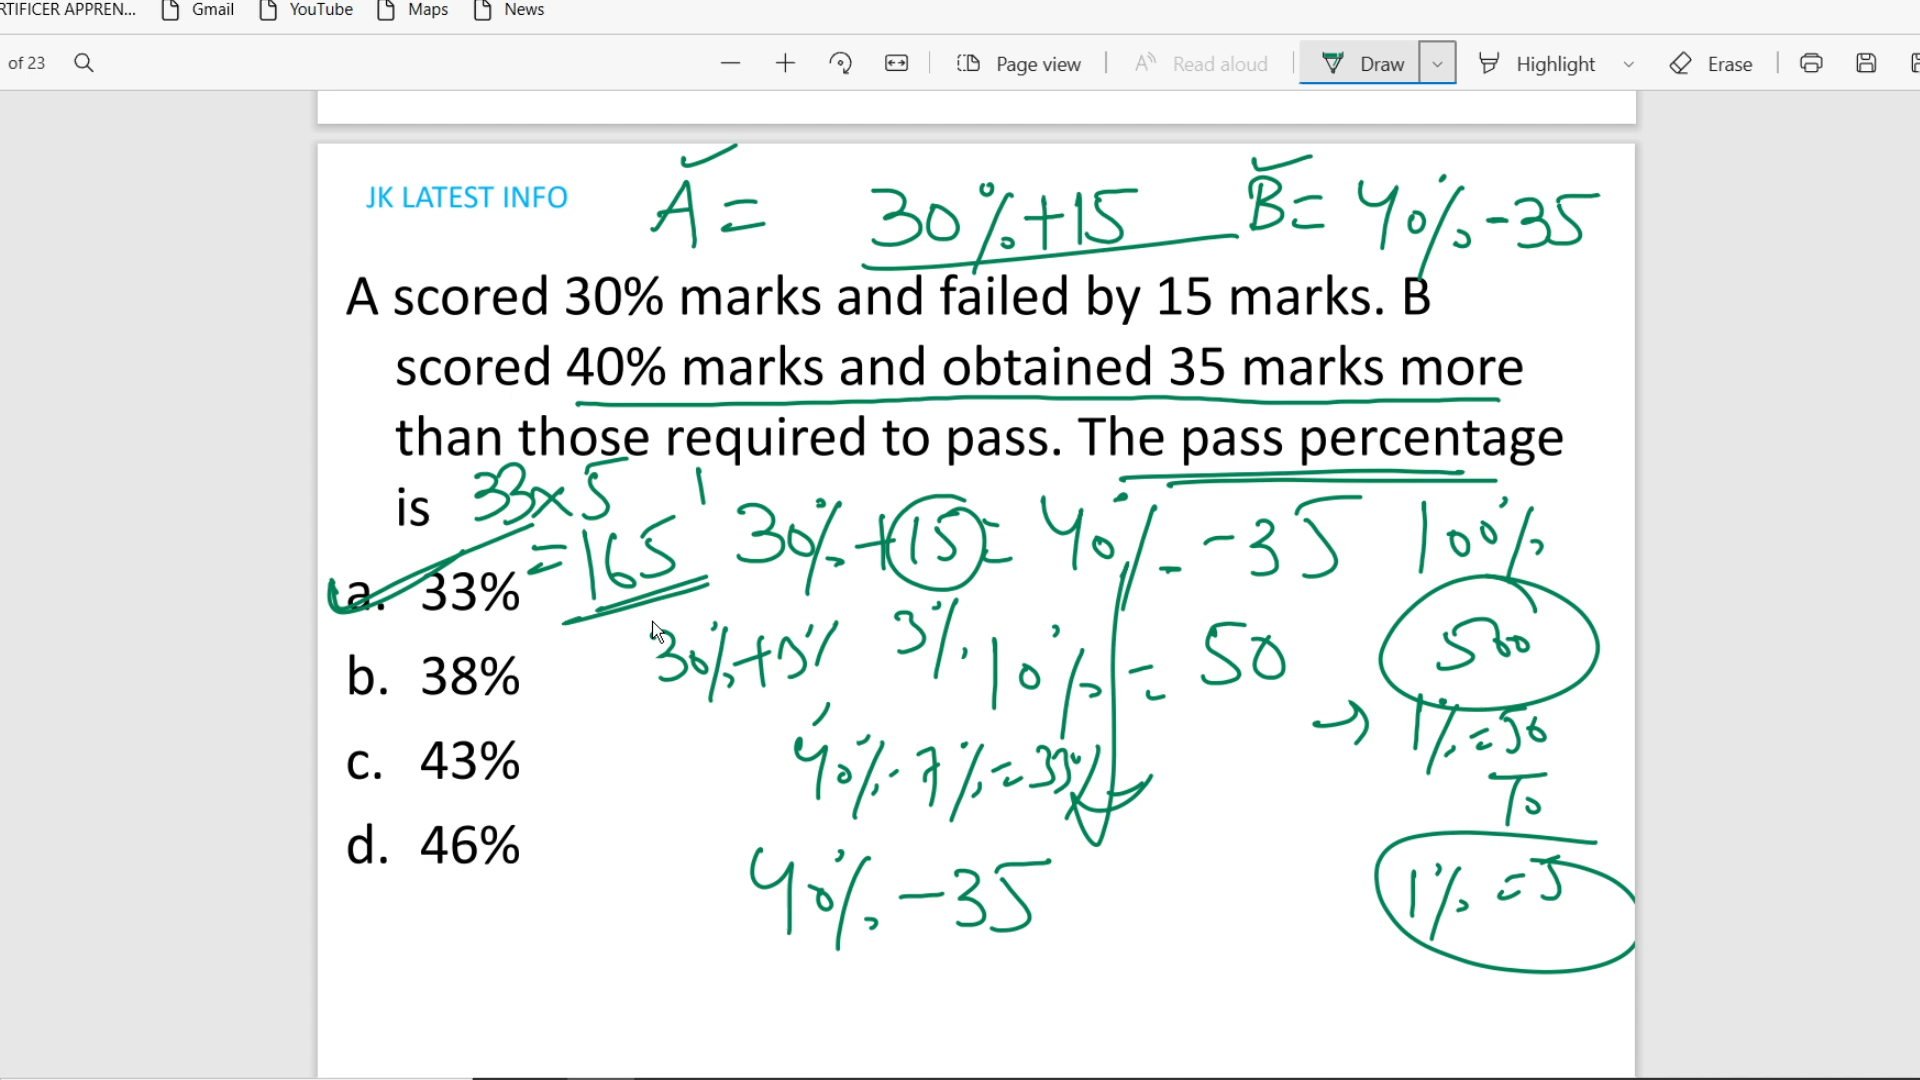 RTIFICER APPREN... Gmail YouTube Maps News
of 23 Page view Read aloud Draw Highlight Erase
JK LATEST INFO A = 30%+15 B= 40%-35
A scored 30% marks and failed by 15 marks. B
scored 40% marks and obtained 35 marks more
than those required to pass. The pass percentage
is 33x5
=165 30%+15= 40% -35 100%
a. 33%
500
30%+3% 3% 10% = 50
b. 38%
→ 1%=50
c. 43% 40%-7%=33%
10
d. 46% 40%-35 1%=5